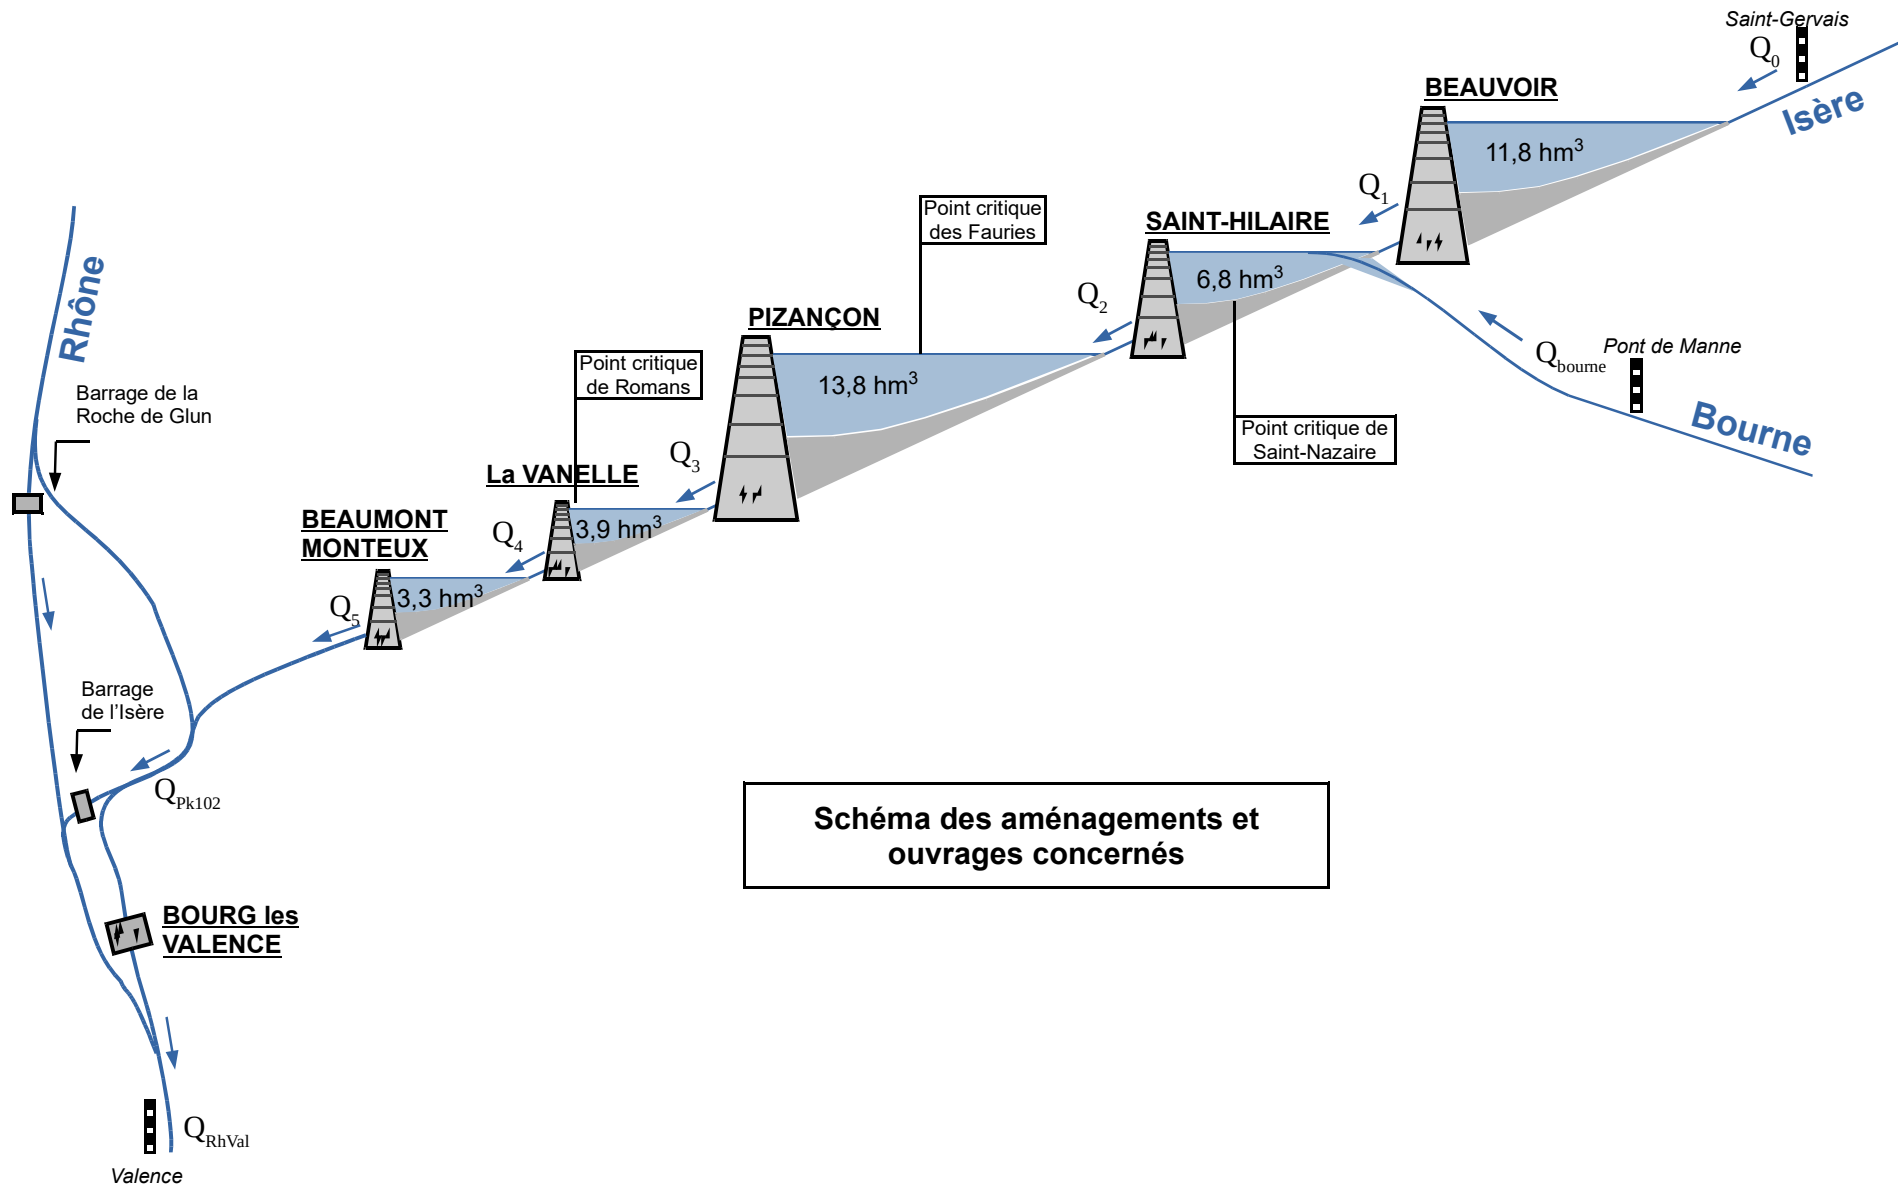 Saint-Gervais
Q0
Isère
BEAUVOIR
11,8 hm3
Q1
Point critique
des Fauries
SAINT-HILAIRE
6,8 hm3
Q2
Qbourne
Pont de Manne
Bourne
Point critique de
Saint-Nazaire
PIZANÇON
13,8 hm3
Point critique
de Romans
Q3
La VANELLE
3,9 hm3
Q4
BEAUMONT
MONTEUX
3,3 hm3
Q5
Rhône
Barrage de la
Roche de Glun
Barrage
de l’Isère
QPk102
Schéma des aménagements et
ouvrages concernés
BOURG les
VALENCE
QRhVal
Valence